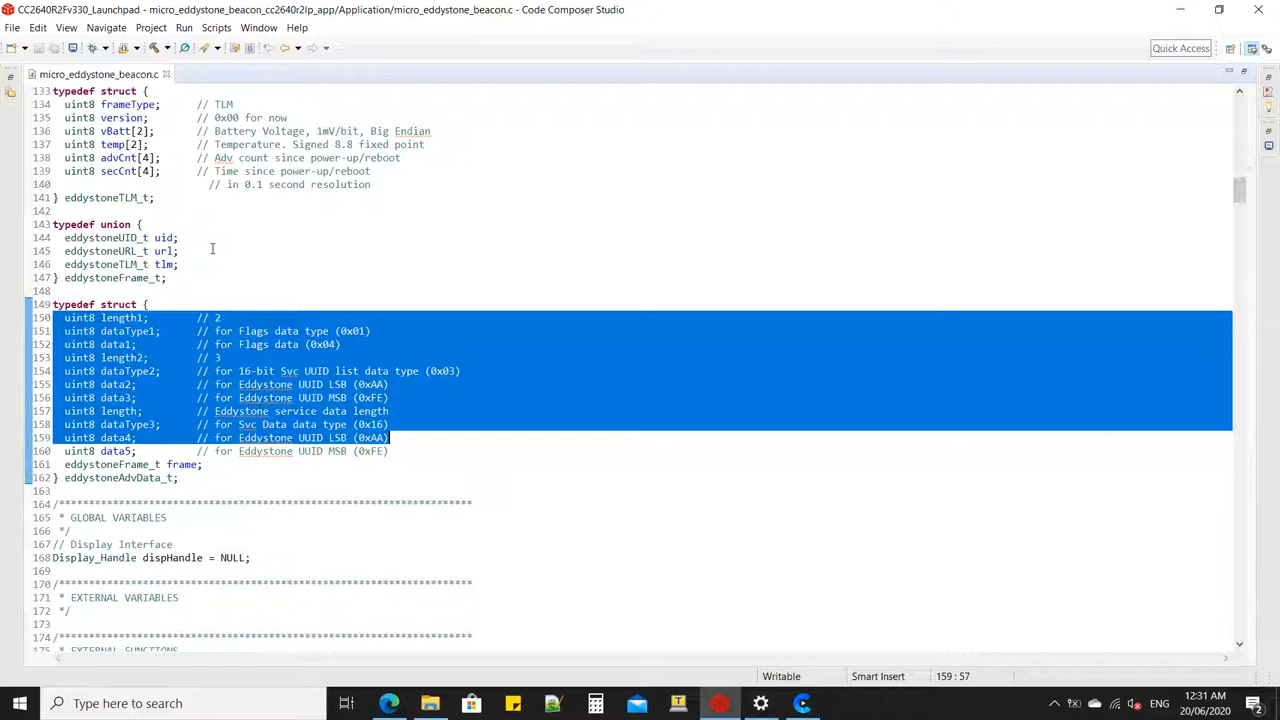 CC2640R2Fv330_Launchpad - micro_eddystone_beacon_cc2640r2lp_app/Application/micro_eddystone_beacon.c - Code Composer Studio
File Edit View Navigate Project Run Scripts Window Help
Quick Access
micro_eddystone_beacon.c
133 typedef struct {
134 uint8 frameType; // TLM
135 uint8 version; // 0x00 for now
136 uint8 vBatt[2]; // Battery Voltage, 1mV/bit, Big Endian
137 uint8 temp[2]; // Temperature. Signed 8.8 fixed point
138 uint8 advCnt[4]; // Adv count since power-up/reboot
139 uint8 secCnt[4]; // Time since power-up/reboot
140 // in 0.1 second resolution
141 } eddystoneTLM_t;
142
143 typedef union {
144 eddystoneUID_t uid;
145 eddystoneURL_t url;
146 eddystoneTLM_t tlm;
147 } eddystoneFrame_t;
148
149 typedef struct {
150 uint8 length1; // 2
151 uint8 dataType1; // for Flags data type (0x01)
152 uint8 data1; // for Flags data (0x04)
153 uint8 length2; // 3
154 uint8 dataType2; // for 16-bit Svc UUID list data type (0x03)
155 uint8 data2; // for Eddystone UUID LSB (0xAA)
156 uint8 data3; // for Eddystone UUID MSB (0xFE)
157 uint8 length; // Eddystone service data length
158 uint8 dataType3; // for Svc Data data type (0x16)
159 uint8 data4; // for Eddystone UUID LSB (0xAA)
160 uint8 data5; // for Eddystone UUID MSB (0xFE)
161 eddystoneFrame_t frame;
162 } eddystoneAdvData_t;
163
164 /*********************************************************************
165 * GLOBAL VARIABLES
166 */
167 // Display Interface
168 Display_Handle dispHandle = NULL;
169
170 /*********************************************************************
171 * EXTERNAL VARIABLES
172 */
173
174 /*********************************************************************
175 * EXTERNAL FUNCTIONS
Writable Smart Insert 159 : 57
Type here to search
ENG
12:31 AM
20/06/2020
2